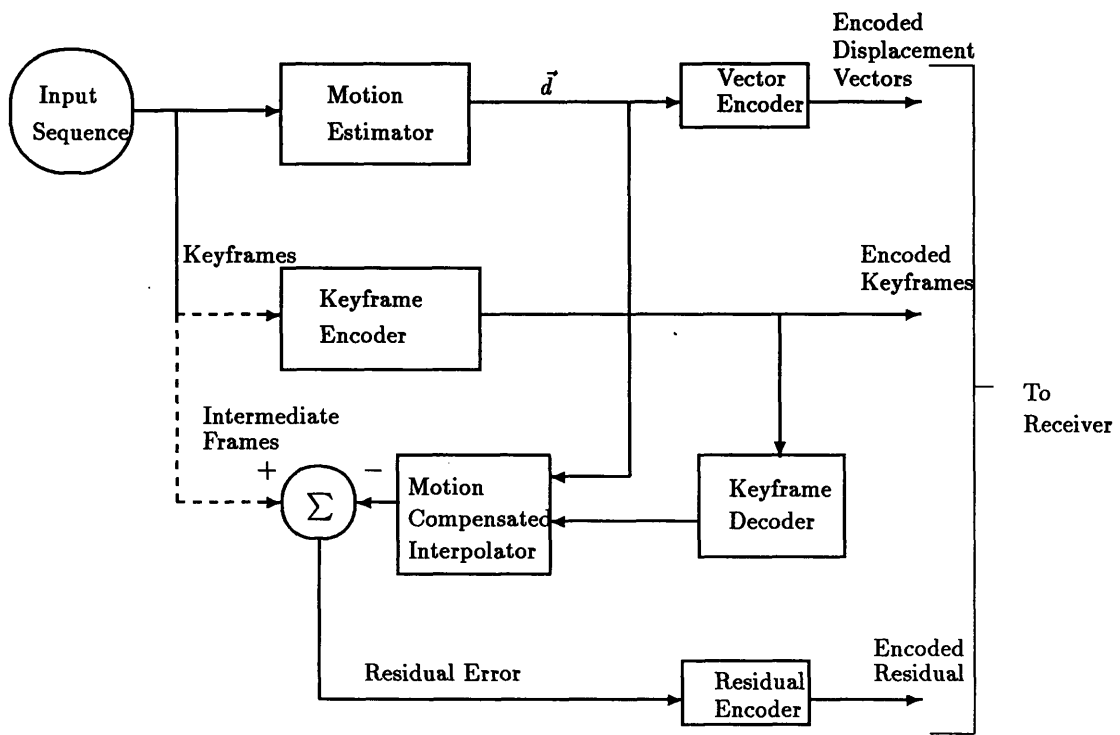 Encoded
Displacement
Vectors
Input
Sequence
Motion
Estimator
d⃗
Vector
Encoder
Keyframes
Keyframe
Encoder
Encoded
Keyframes
To
Receiver
Intermediate
Frames
+
−
Σ
Motion
Compensated
Interpolator
Keyframe
Decoder
Residual Error
Residual
Encoder
Encoded
Residual